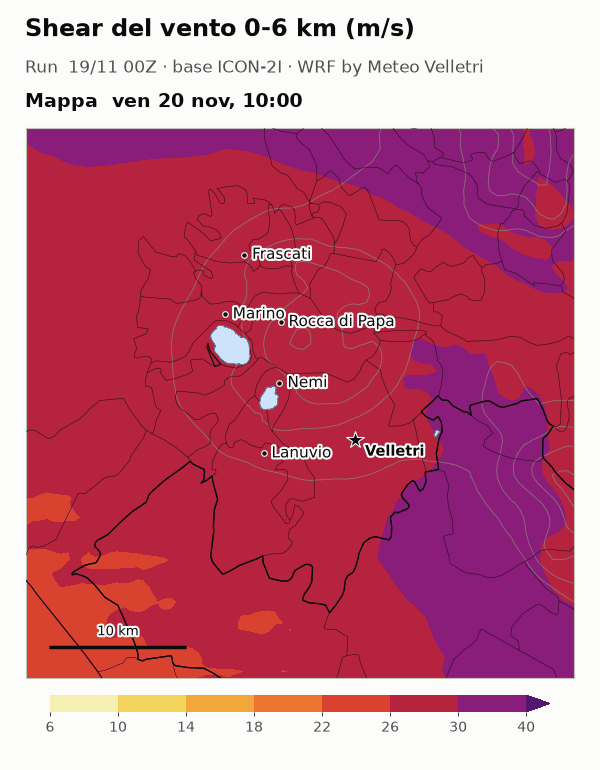 Shear del vento 0-6 km (m/s)
Run  19/11 00Z · base ICON-2I · WRF by Meteo Velletri
Mappa  ven 20 nov, 10:00
Frascati
Marino
Rocca di Papa
Nemi
Lanuvio
Velletri
10 km
6 10 14 18 22 26 30 40